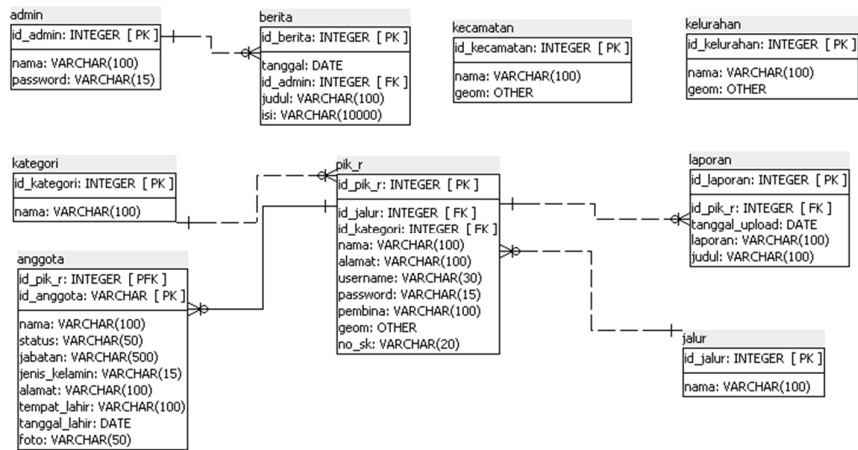 admin
id_admin: INTEGER [ PK ]
nama: VARCHAR(100)
password: VARCHAR(15)
berita
id_berita: INTEGER [ PK ]
tanggal: DATE
id_admin: INTEGER [ FK ]
judul: VARCHAR(100)
isi: VARCHAR(10000)
kecamatan
id_kecamatan: INTEGER [ PK ]
nama: VARCHAR(100)
geom: OTHER
kelurahan
id_kelurahan: INTEGER [ PK ]
nama: VARCHAR(100)
geom: OTHER
kategori
id_kategori: INTEGER [ PK ]
nama: VARCHAR(100)
pik_r
id_pik_r: INTEGER [ PK ]
id_jalur: INTEGER [ FK ]
id_kategori: INTEGER [ FK ]
nama: VARCHAR(100)
alamat: VARCHAR(100)
username: VARCHAR(30)
password: VARCHAR(15)
pembina: VARCHAR(100)
geom: OTHER
no_sk: VARCHAR(20)
laporan
id_laporan: INTEGER [ PK ]
id_pik_r: INTEGER [ FK ]
tanggal_upload: DATE
laporan: VARCHAR(100)
judul: VARCHAR(100)
anggota
id_pik_r: INTEGER [ PFK ]
id_anggota: VARCHAR [ PK ]
nama: VARCHAR(100)
status: VARCHAR(50)
jabatan: VARCHAR(500)
jenis_kelamin: VARCHAR(15)
alamat: VARCHAR(100)
tempat_lahir: VARCHAR(100)
tanggal_lahir: DATE
foto: VARCHAR(50)
jalur
id_jalur: INTEGER [ PK ]
nama: VARCHAR(100)